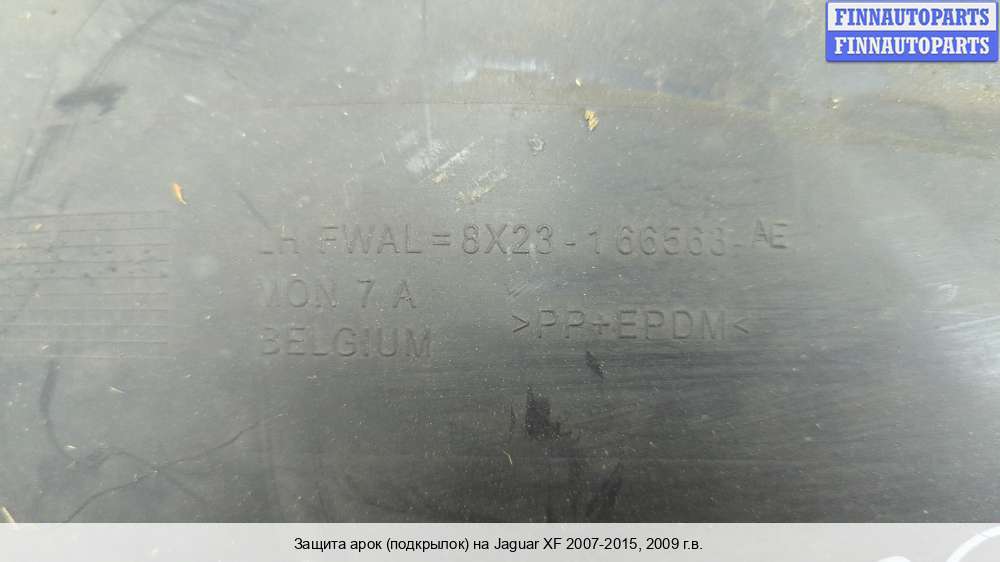 FINNAUTOPARTS
FINNAUTOPARTS
LH FWAL=8X23-166563 AE
MON 7 A
BELGIUM
>PP+EPDM<
Защита арок (подкрылок) на Jaguar XF 2007-2015, 2009 г.в.